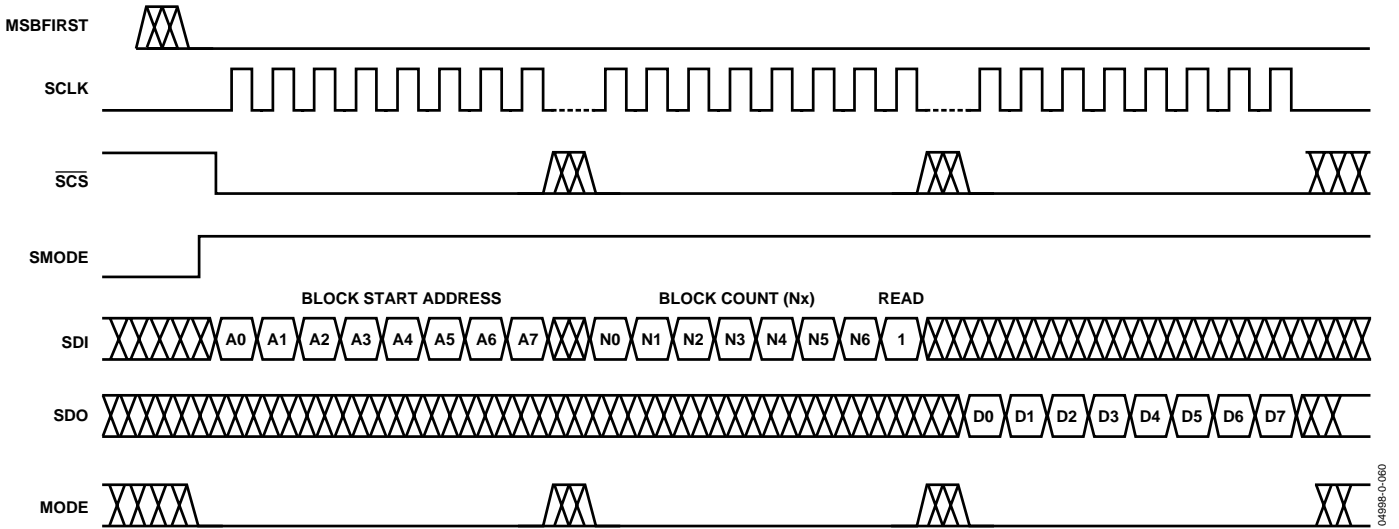 MSBFIRST
SCLK
SCS
SMODE
BLOCK START ADDRESS BLOCK COUNT (Nx) READ
SDI A0 A1 A2 A3 A4 A5 A6 A7 N0 N1 N2 N3 N4 N5 N6 1
SDO D0 D1 D2 D3 D4 D5 D6 D7
MODE
04998-0-060